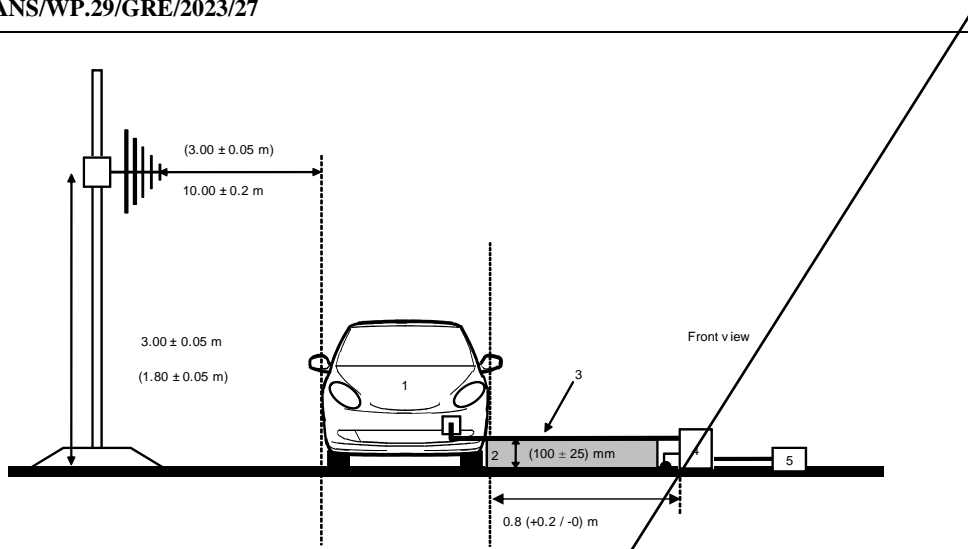 ANS/WP.29/GRE/2023/27
(3.00 ± 0.05 m)
10.00 ± 0.2 m
3.00 ± 0.05 m
(1.80 ± 0.05 m)
Front view
1
3
2
(100 ± 25) mm
4
5
0.8 (+0.2 / -0) m